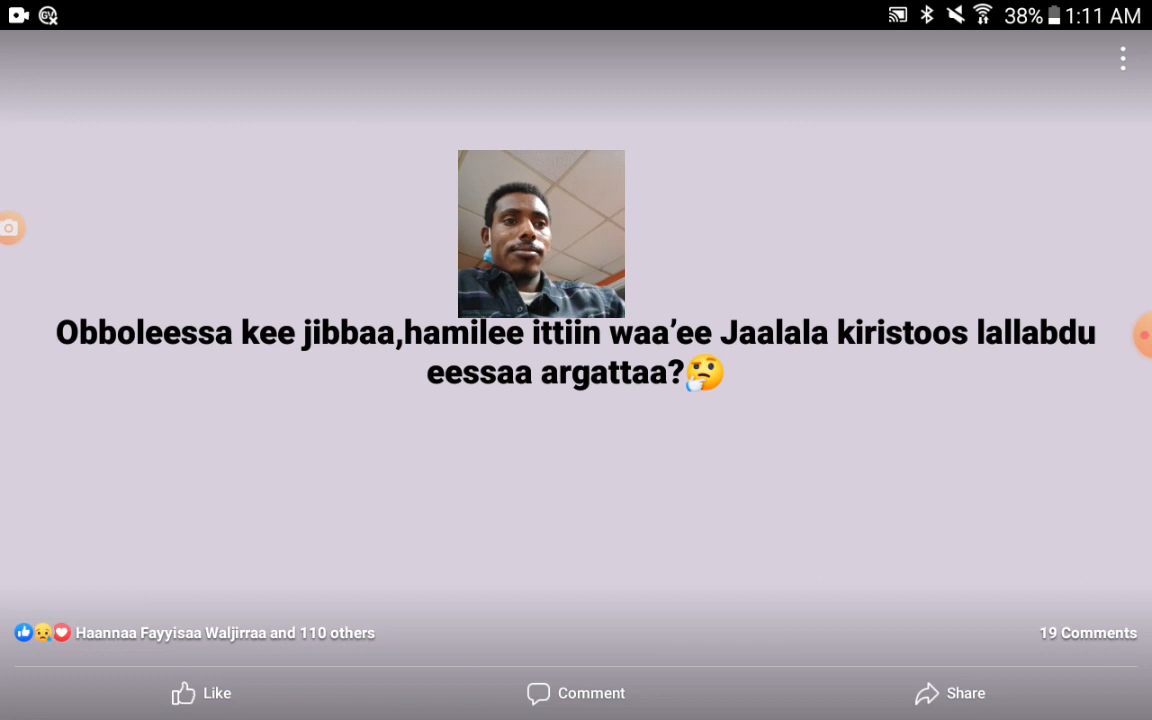 38% 1:11 AM
Obboleessa kee jibbaa,hamilee ittiin waa’ee Jaalala kiristoos lallabdu
eessaa argattaa?🤔
Haannaa Fayyisaa Waljirraa and 110 others
19 Comments
Like
Comment
Share